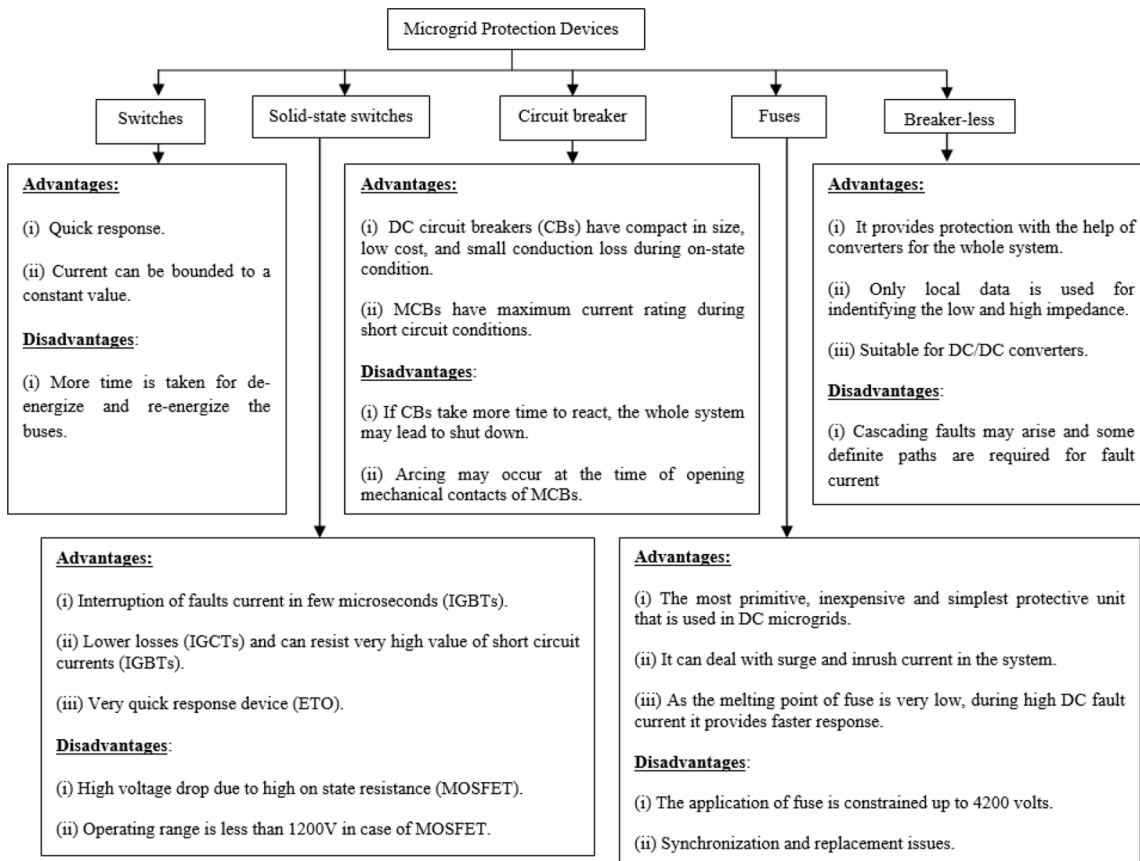 Microgrid Protection Devices
Switches
Solid-state switches
Circuit breaker
Fuses
Breaker-less
Advantages:
(i) Quick response.
(ii) Current can be bounded to a
constant value.
Disadvantages:
(i) More time is taken for de-
energize and re-energize the
buses.
Advantages:
(i) DC circuit breakers (CBs) have compact in size,
low cost, and small conduction loss during on-state
condition.
(ii) MCBs have maximum current rating during
short circuit conditions.
Disadvantages:
(i) If CBs take more time to react, the whole system
may lead to shut down.
(ii) Arcing may occur at the time of opening
mechanical contacts of MCBs.
Advantages:
(i) It provides protection with the help of
converters for the whole system.
(ii) Only local data is used for
indentifying the low and high impedance.
(iii) Suitable for DC/DC converters.
Disadvantages:
(i) Cascading faults may arise and some
definite paths are required for fault
current
Advantages:
(i) Interruption of faults current in few microseconds (IGBTs).
(ii) Lower losses (IGCTs) and can resist very high value of short circuit
currents (IGBTs).
(iii) Very quick response device (ETO).
Disadvantages:
(i) High voltage drop due to high on state resistance (MOSFET).
(ii) Operating range is less than 1200V in case of MOSFET.
Advantages:
(i) The most primitive, inexpensive and simplest protective unit
that is used in DC microgrids.
(ii) It can deal with surge and inrush current in the system.
(iii) As the melting point of fuse is very low, during high DC fault
current it provides faster response.
Disadvantages:
(i) The application of fuse is constrained up to 4200 volts.
(ii) Synchronization and replacement issues.